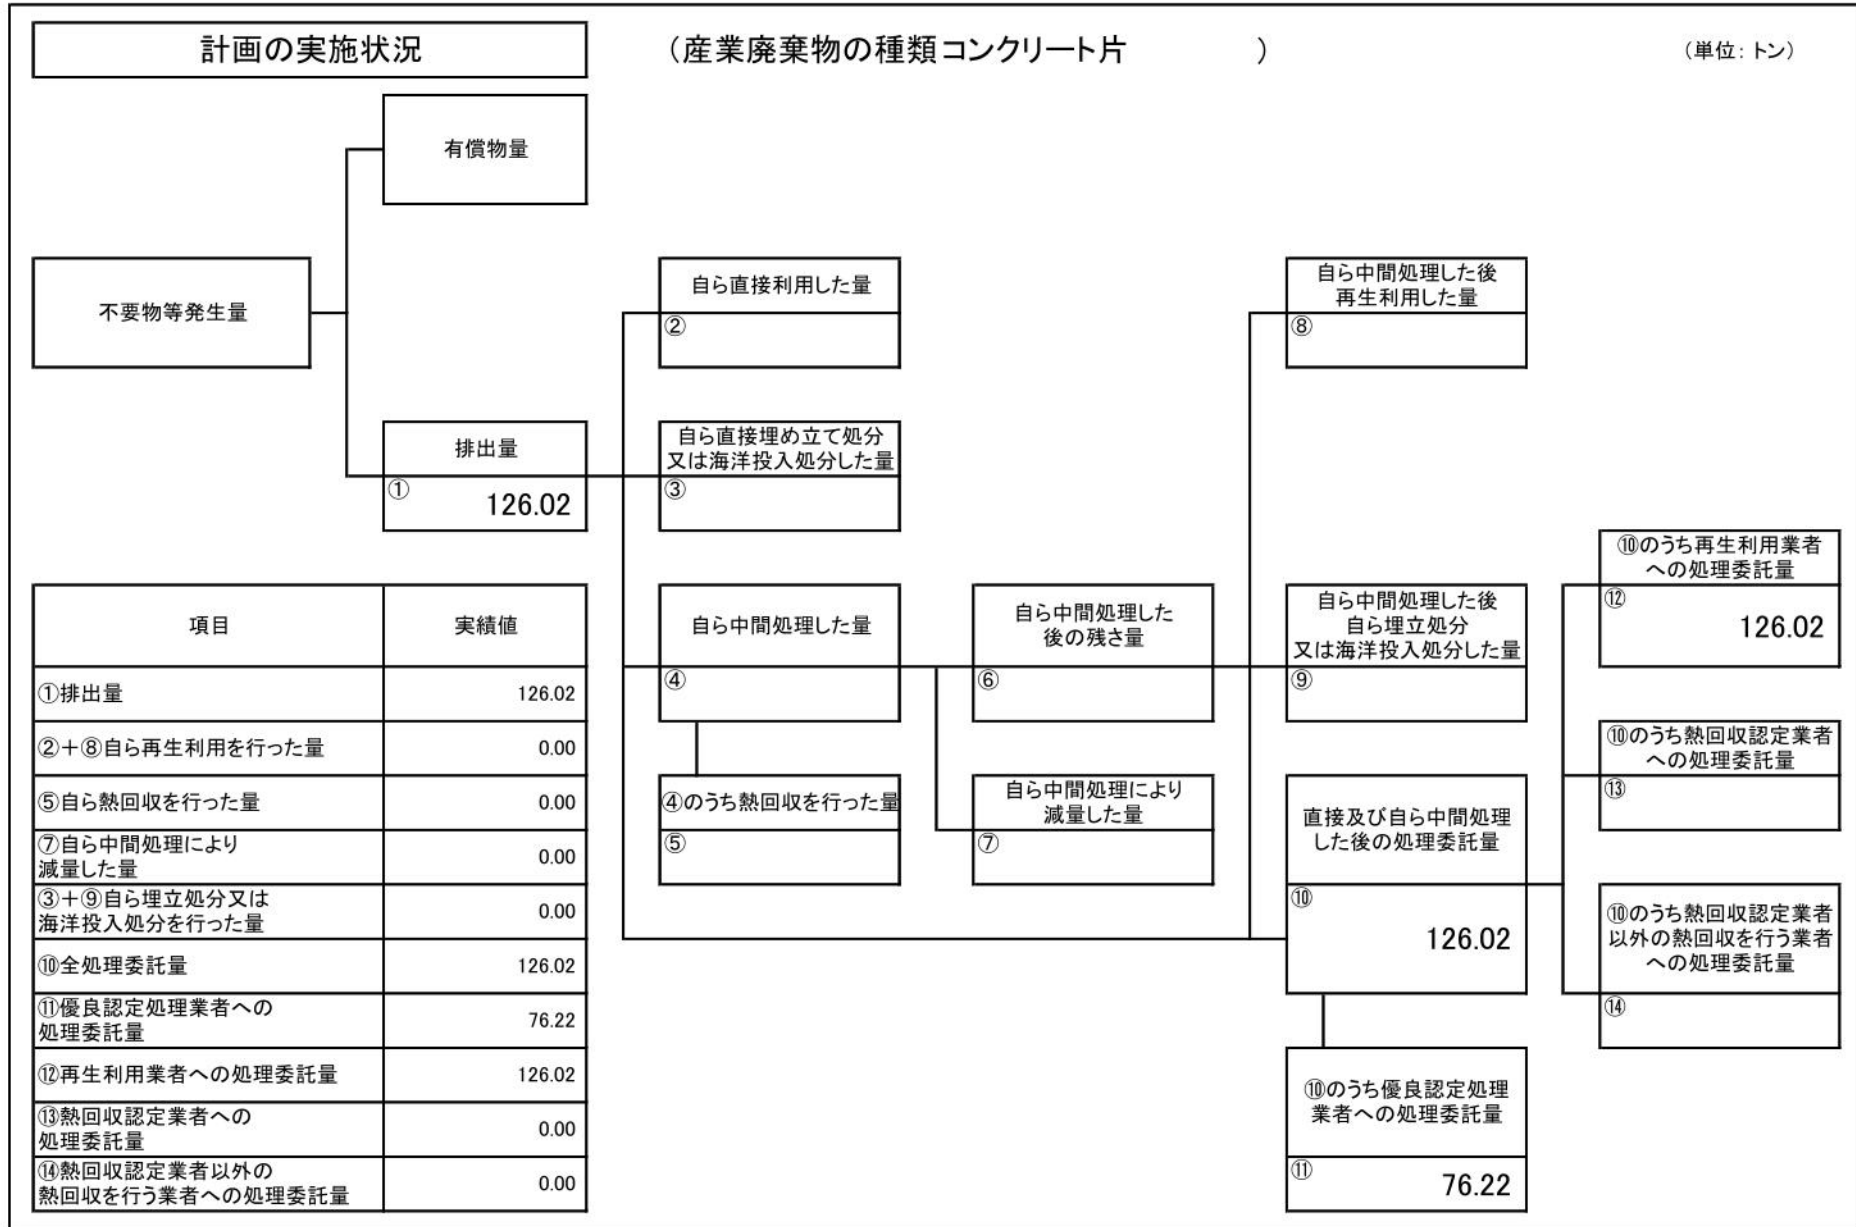 計画の実施状況
（産業廃棄物の種類コンクリート片　　　　　）
（単位：トン）
有償物量
不要物等発生量
自ら直接利用した量
②
自ら中間処理した後
再生利用した量
⑧
排出量
①
126.02
自ら直接埋め立て処分
又は海洋投入処分した量
③
⑩のうち再生利用業者
への処理委託量
⑫
126.02
自ら中間処理した量
④
自ら中間処理した
後の残さ量
⑥
自ら中間処理した後
自ら埋立処分
又は海洋投入処分した量
⑨
⑩のうち熱回収認定業者
への処理委託量
⑬
④のうち熱回収を行った量
⑤
自ら中間処理により
減量した量
⑦
直接及び自ら中間処理
した後の処理委託量
⑩
126.02
⑩のうち熱回収認定業者
以外の熱回収を行う業者
への処理委託量
⑭
⑩のうち優良認定処理
業者への処理委託量
⑪
76.22
項目 実績値
①排出量 126.02
②＋⑧自ら再生利用を行った量 0.00
⑤自ら熱回収を行った量 0.00
⑦自ら中間処理により
減量した量 0.00
③＋⑨自ら埋立処分又は
海洋投入処分を行った量 0.00
⑩全処理委託量 126.02
⑪優良認定処理業者への
処理委託量 76.22
⑫再生利用業者への処理委託量 126.02
⑬熱回収認定業者への
処理委託量 0.00
⑭熱回収認定業者以外の
熱回収を行う業者への処理委託量 0.00